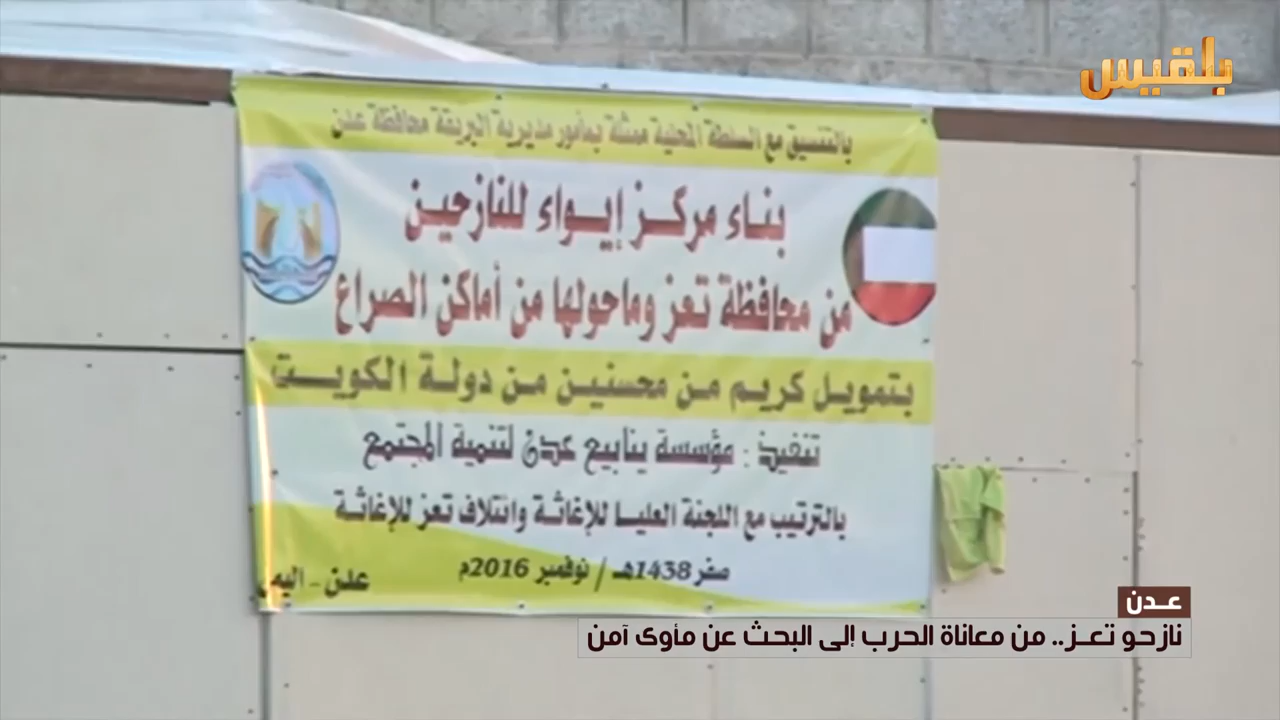 بلقيس
بالتنسيق مع السلطة المحلية ممثلة بمأمور مديرية البريقة محافظة عدن
بناء مركز إيواء للنازحين
من محافظة تعز وماحولها من أماكن الصراع
بتمويل كريم من محسنين من دولة الكويت
تنفيذ : مؤسسة ينابيع عدن لتنمية المجتمع
بالترتيب مع اللجنة العليا للإغاثة وائتلاف تعز للإغاثة
صفر 1438هـ / نوفمبر 2016م
عدن - اليمن
عدن
نازحو تعز.. من معاناة الحرب إلى البحث عن مأوى آمن